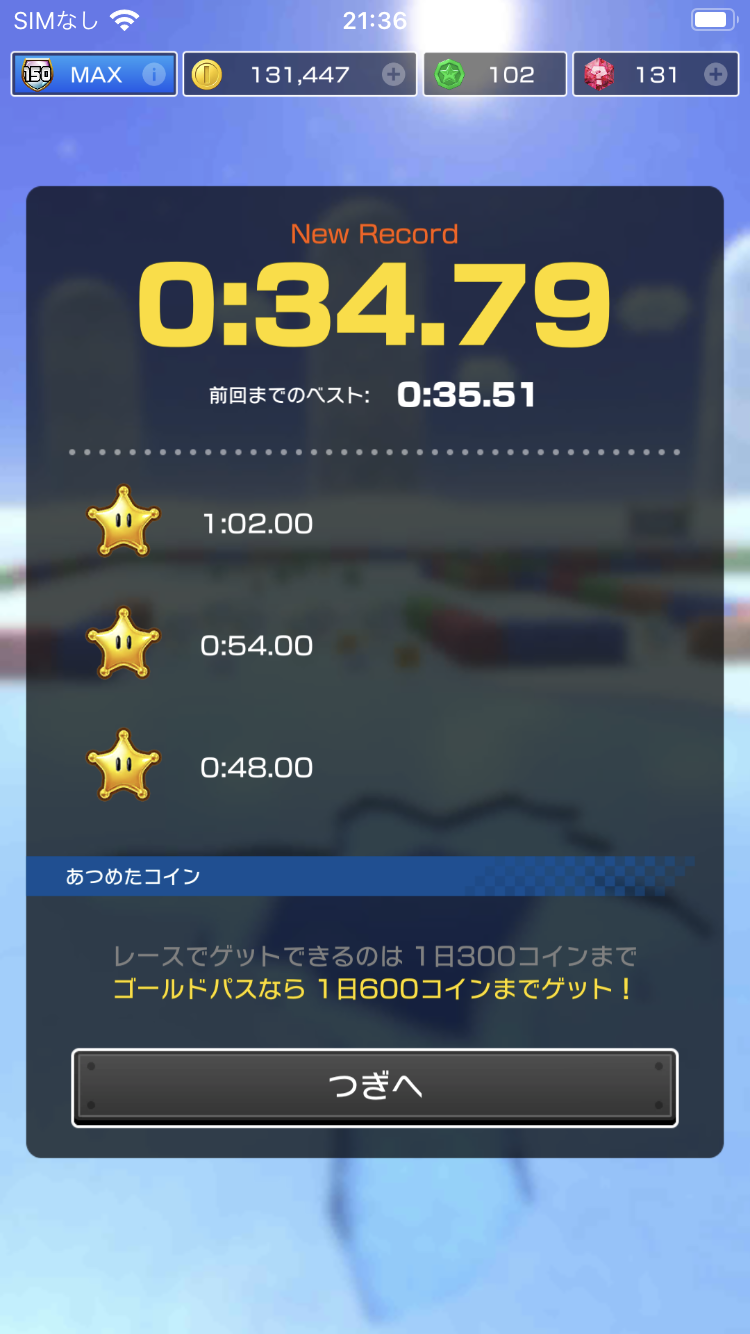 SIMなし 21:36
150 MAX i 131,447 + 102 ? 131 +
New Record
0:34.79
前回までのベスト: 0:35.51
1:02.00
0:54.00
0:48.00
あつめたコイン
レースでゲットできるのは 1日300コインまで
ゴールドパスなら 1日600コインまでゲット!
つぎへ